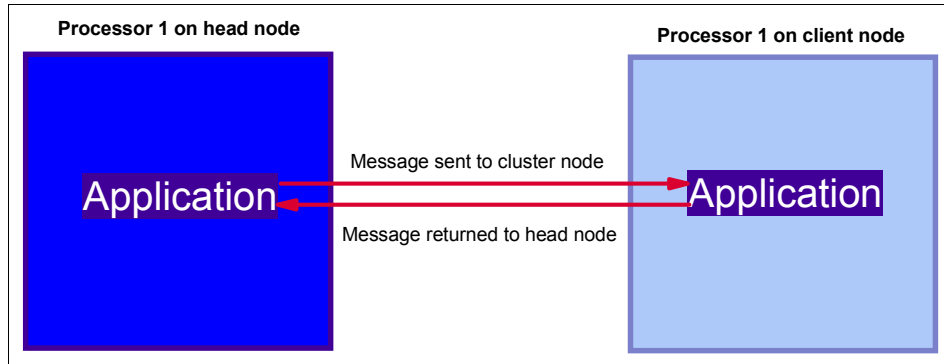 Processor 1 on head node
Processor 1 on client node
Message sent to cluster node
Application
Application
Message returned to head node